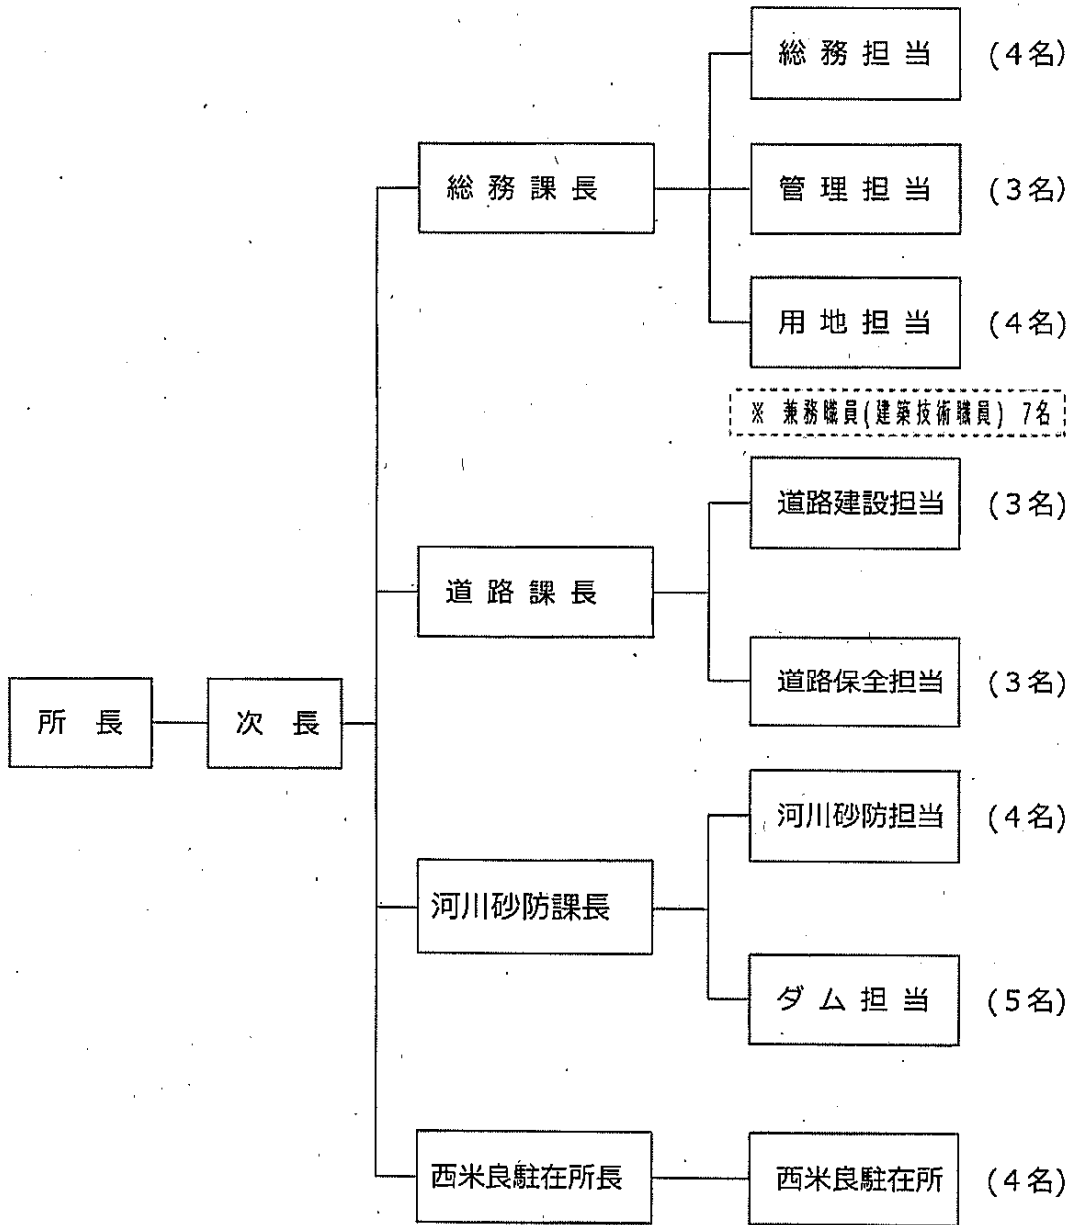 総務担当 (4名)
総務課長
管理担当 (3名)
用地担当 (4名)
※ 兼務職員(建築技術職員) 7名
道路建設担当 (3名)
道路課長
道路保全担当 (3名)
所長
次長
河川砂防担当 (4名)
河川砂防課長
ダム担当 (5名)
西米良駐在所長
西米良駐在所 (4名)